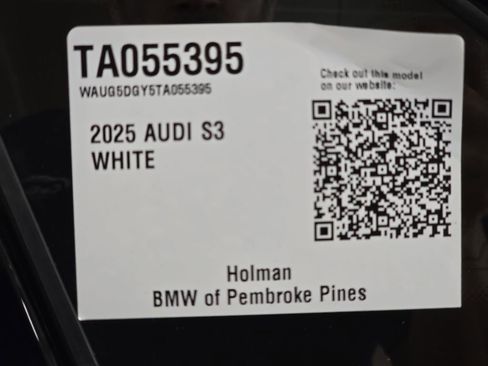 TA055395
WAUG5DGY5TA055395
Check out this model
on our website:
2025 AUDI S3
WHITE
Holman
BMW of Pembroke Pines